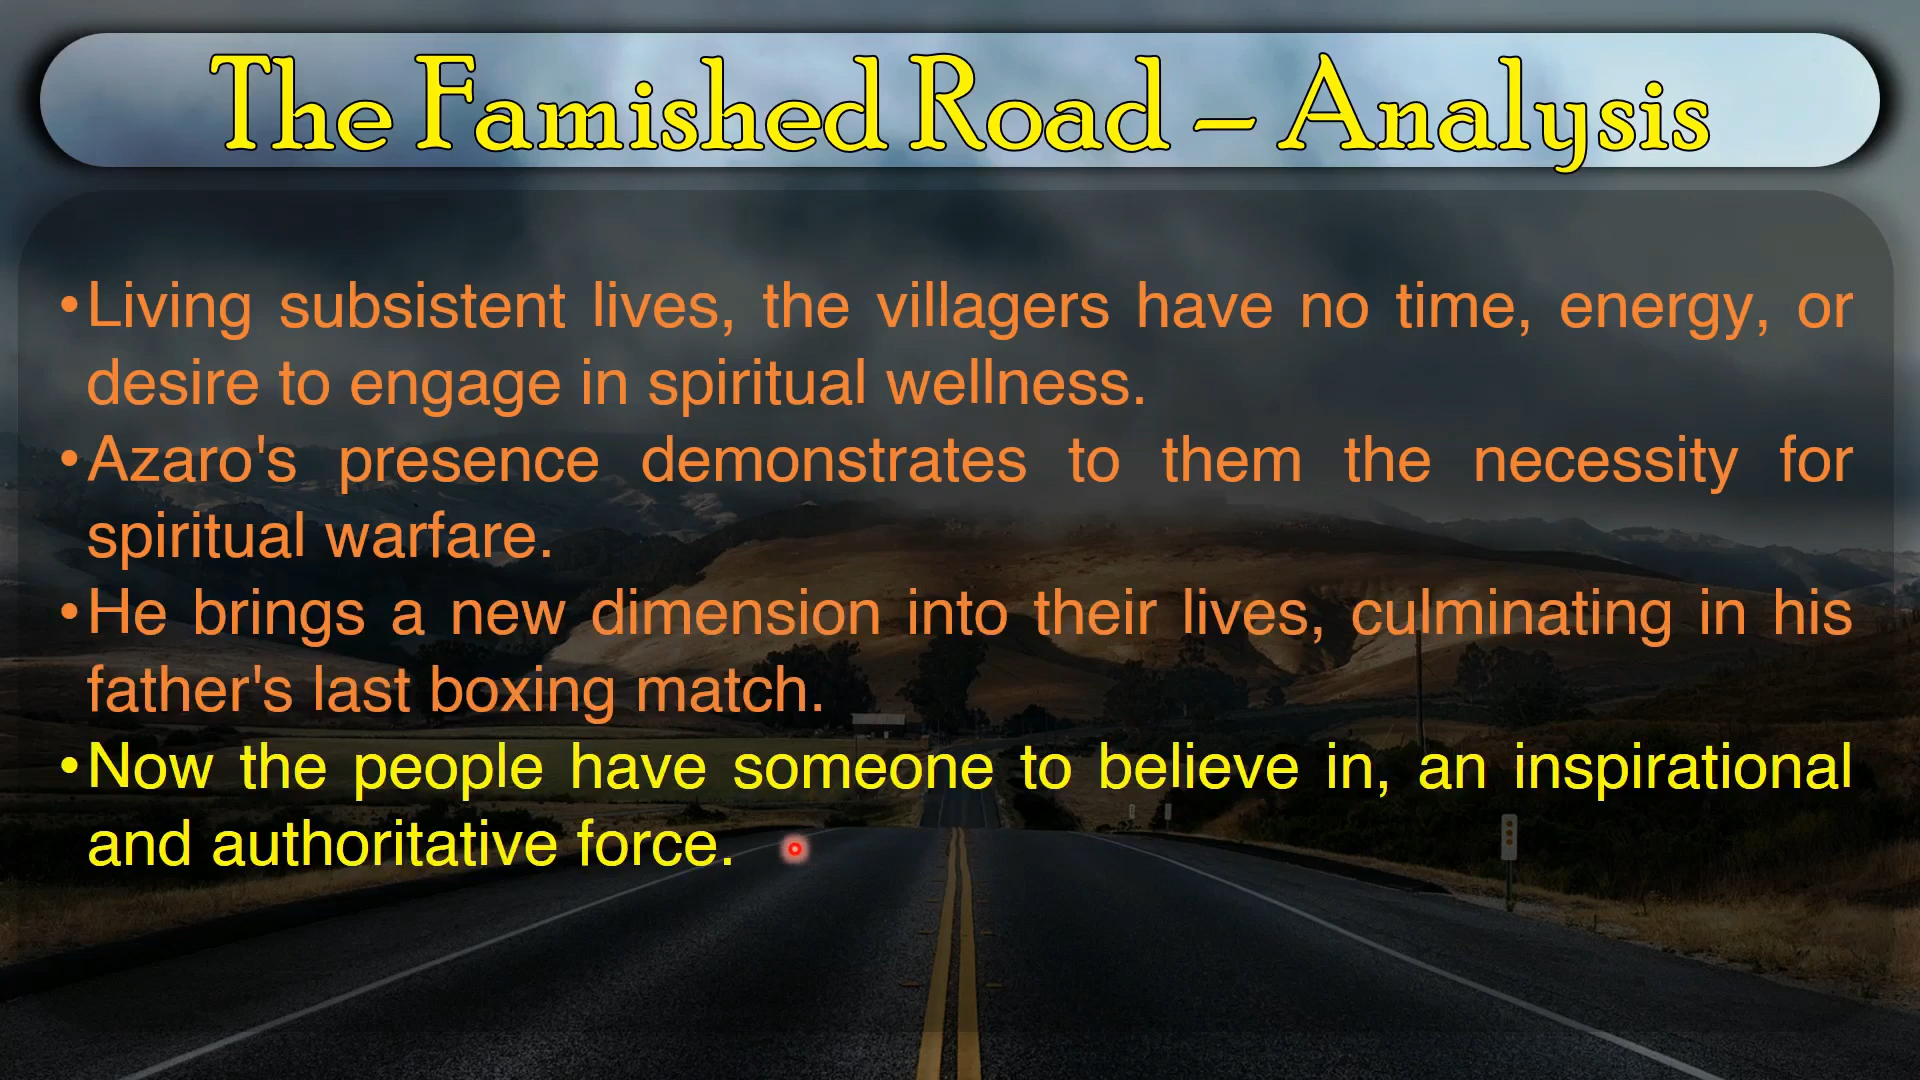 The Famished Road – Analysis
•Living subsistent lives, the villagers have no time, energy, or
desire to engage in spiritual wellness.
•Azaro's presence demonstrates to them the necessity for
spiritual warfare.
•He brings a new dimension into their lives, culminating in his
father's last boxing match.
•Now the people have someone to believe in, an inspirational
and authoritative force.